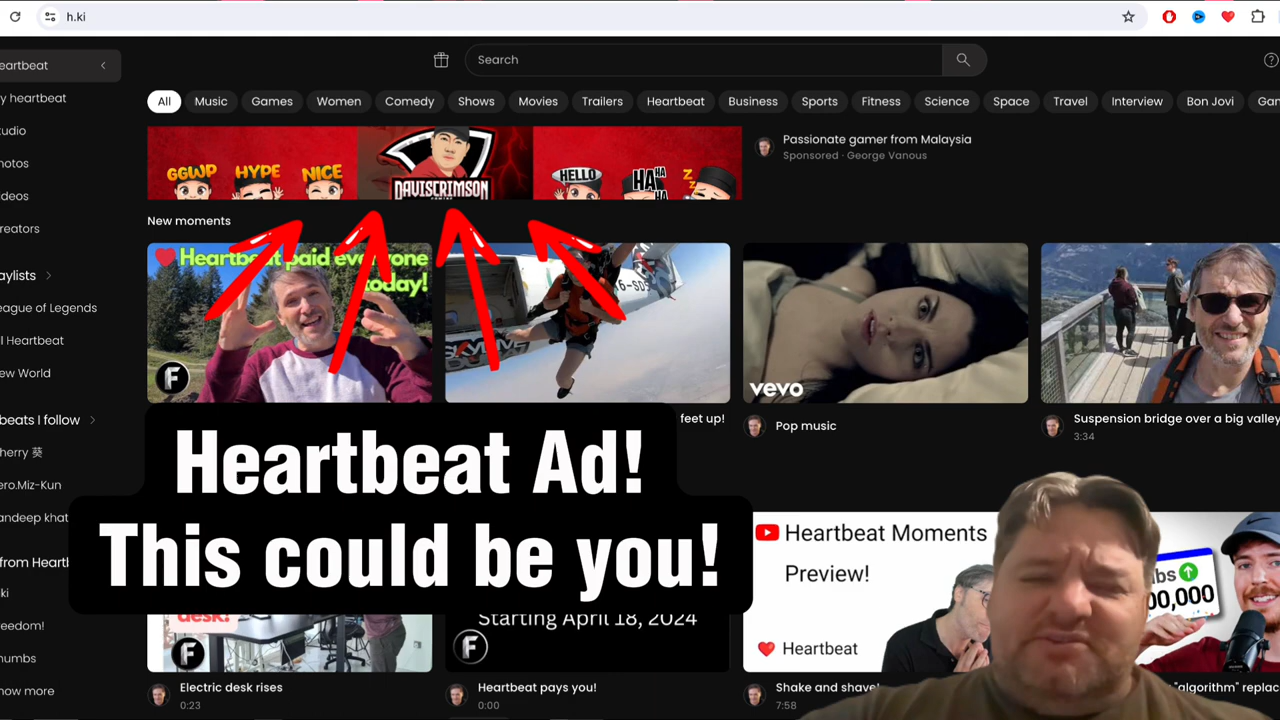 h.ki
eartbeat
Search
All Music Games Women Comedy Shows Movies Trailers Heartbeat Business Sports Fitness Science Space Travel Interview Bon Jovi Gan
y heartbeat
tudio
hotos
deos
reators
aylists
eague of Legends
l Heartbeat
ew World
beats I follow
herry 葵
ero.Miz-Kun
andeep khat
from Heartl
ki
eedom!
humbs
how more
GGWP HYPE NICE
DAVISCRIMSON
HELLO HA HA HA HA Z Z Z
Passionate gamer from Malaysia
Sponsored · George Vanous
New moments
Heartbeat paid everyone
today!
F
SKYDIVE
vevo
feet up!
Pop music
Suspension bridge over a big valley
3:34
Heartbeat Ad!
This could be you!
desk!
F
Electric desk rises
0:23
Starting April 18, 2024
F
Heartbeat pays you!
0:00
Heartbeat Moments
Preview!
Heartbeat
bs
00,000
Shake and shave!
7:58
"algorithm" replac